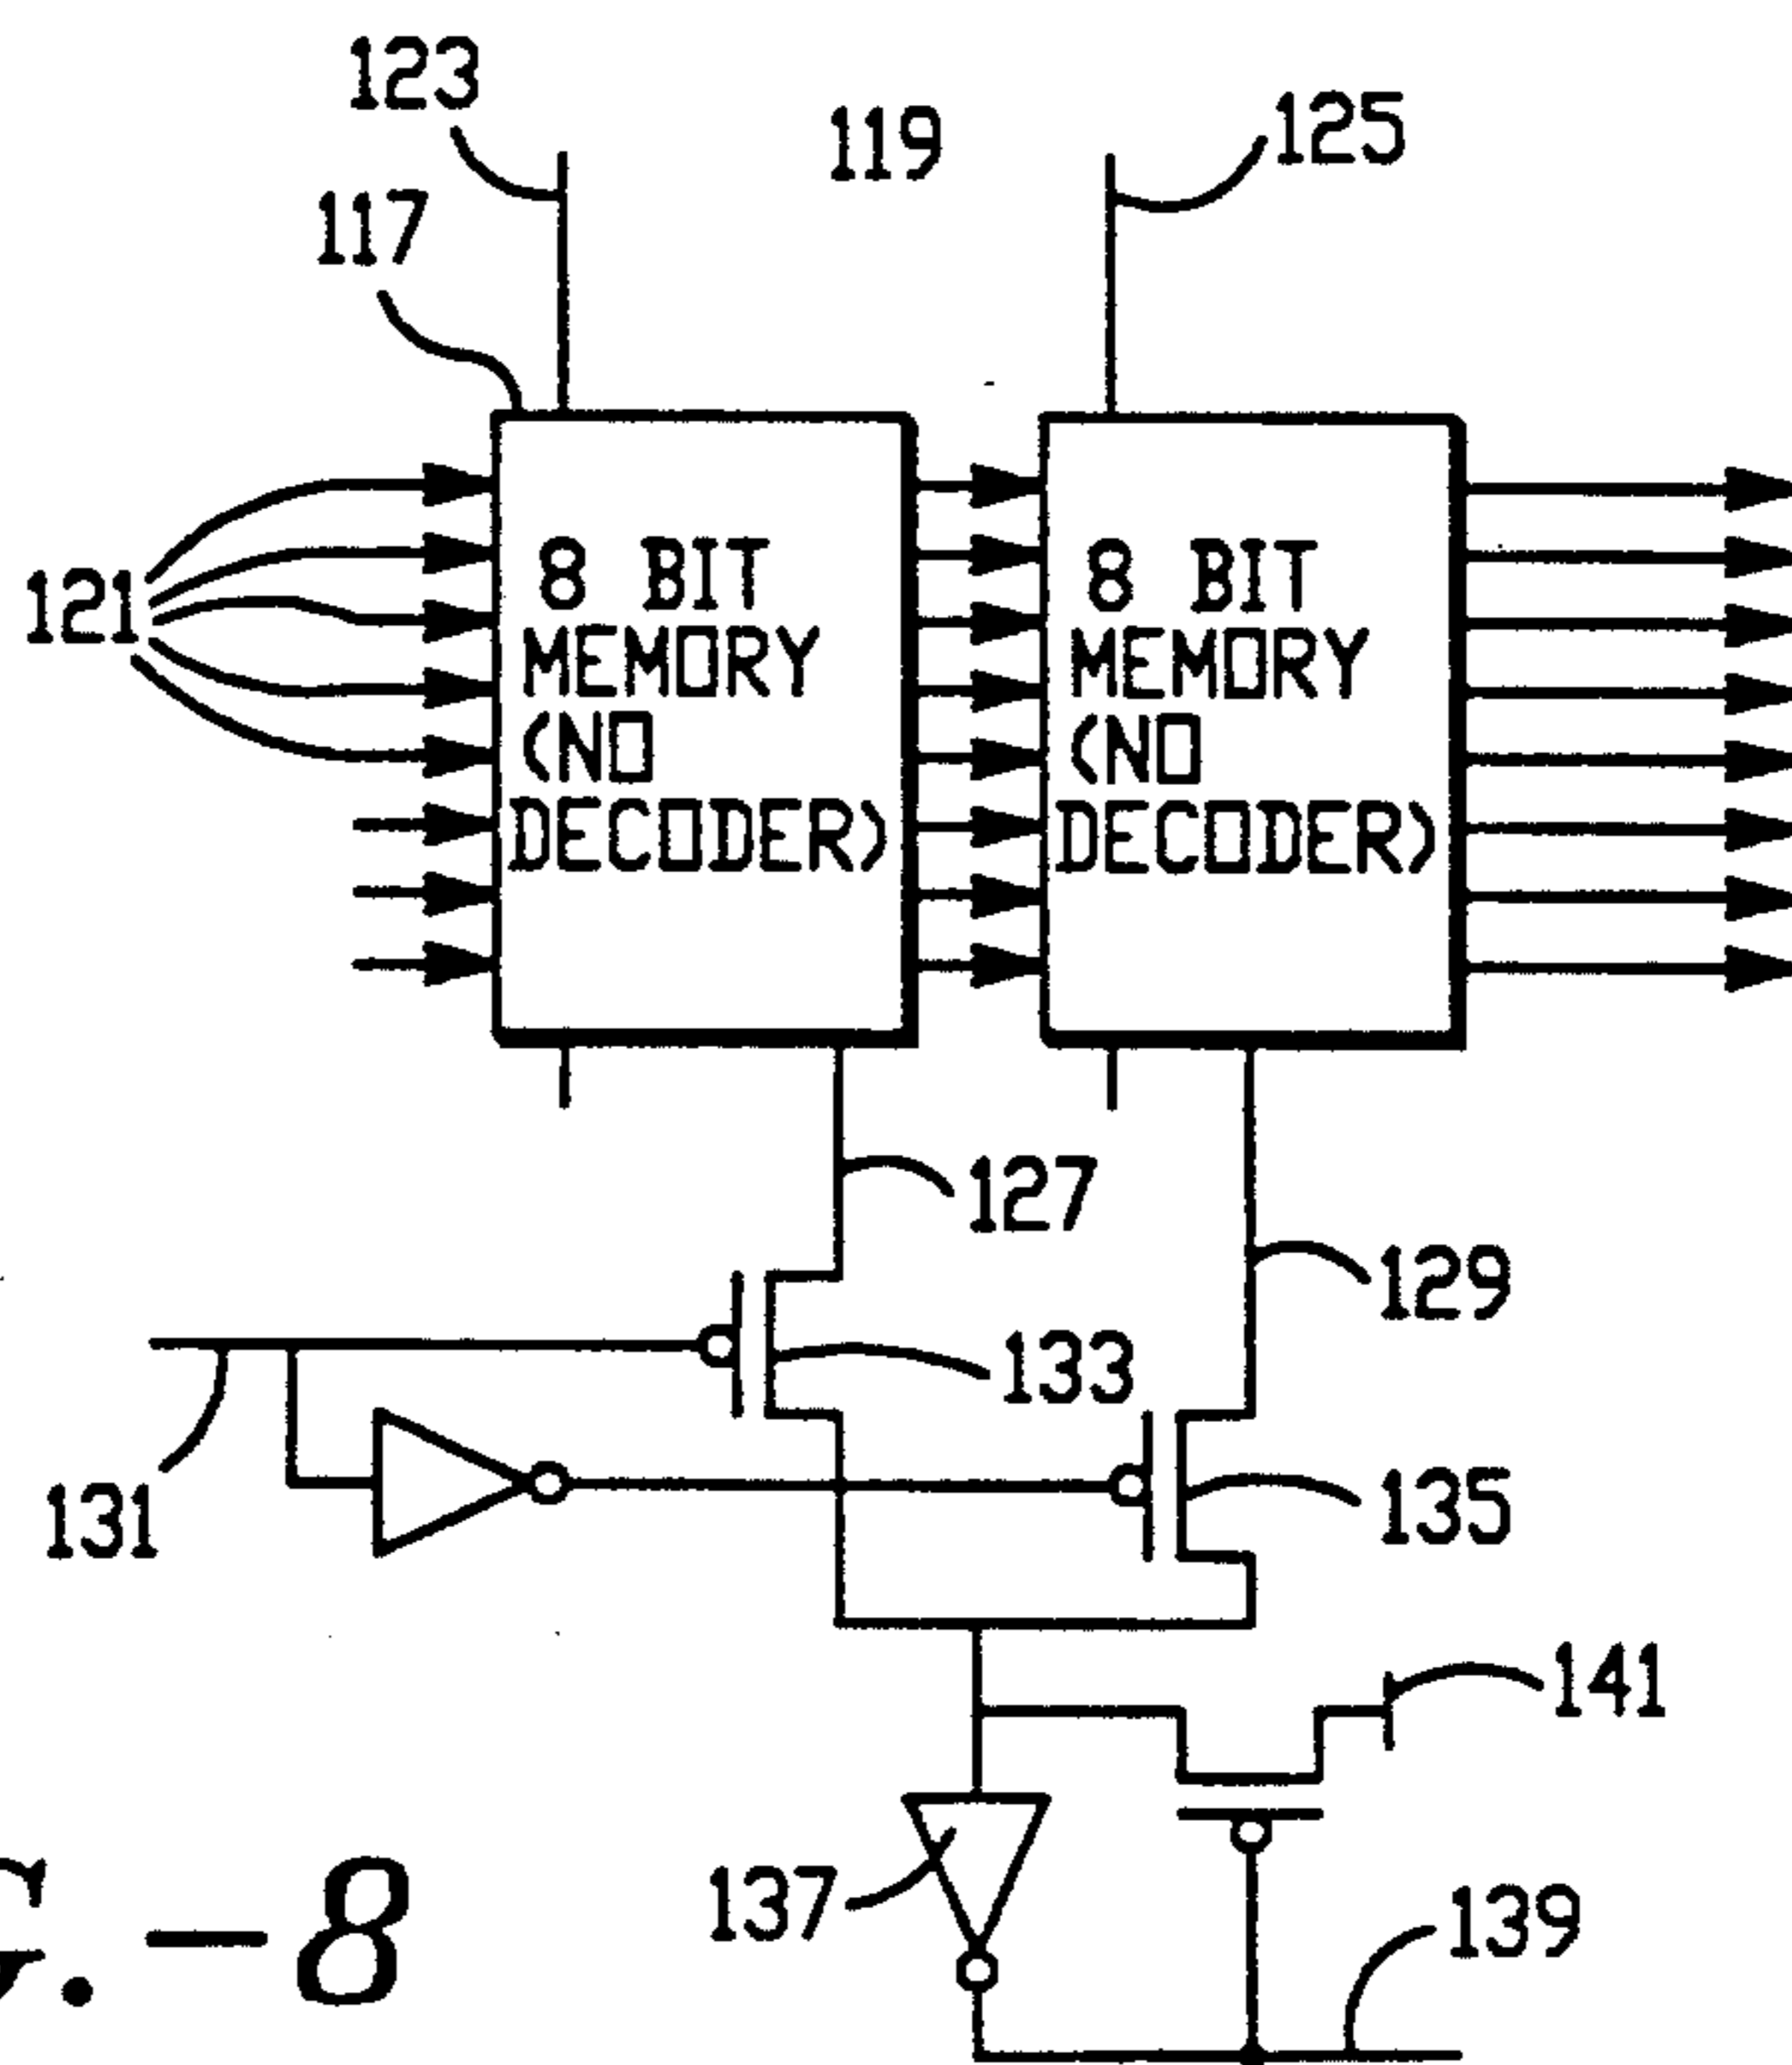 123
119
125
117
121
8 BIT
MEMORY
(NO
DECODER)
8 BIT
MEMORY
(NO
DECODER)
127
129
133
131
135
141
137
139
G.-8